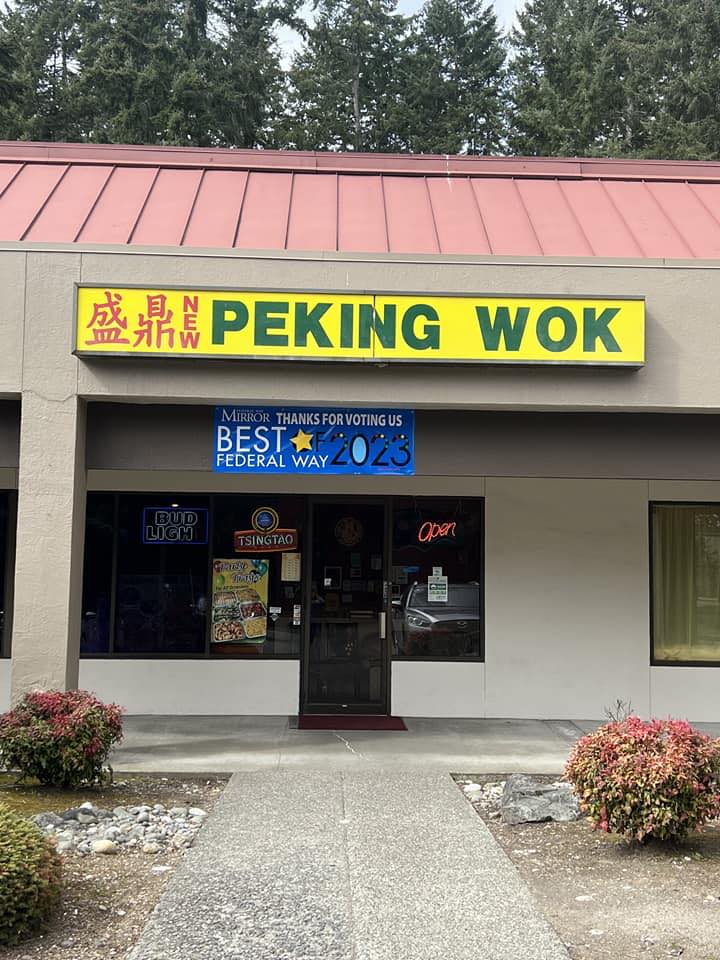 盛鼎 NEW PEKING WOK
MIRROR THANKS FOR VOTING US
BEST OF 2023
FEDERAL WAY
BUD
LIGH
TSINGTAO
Open